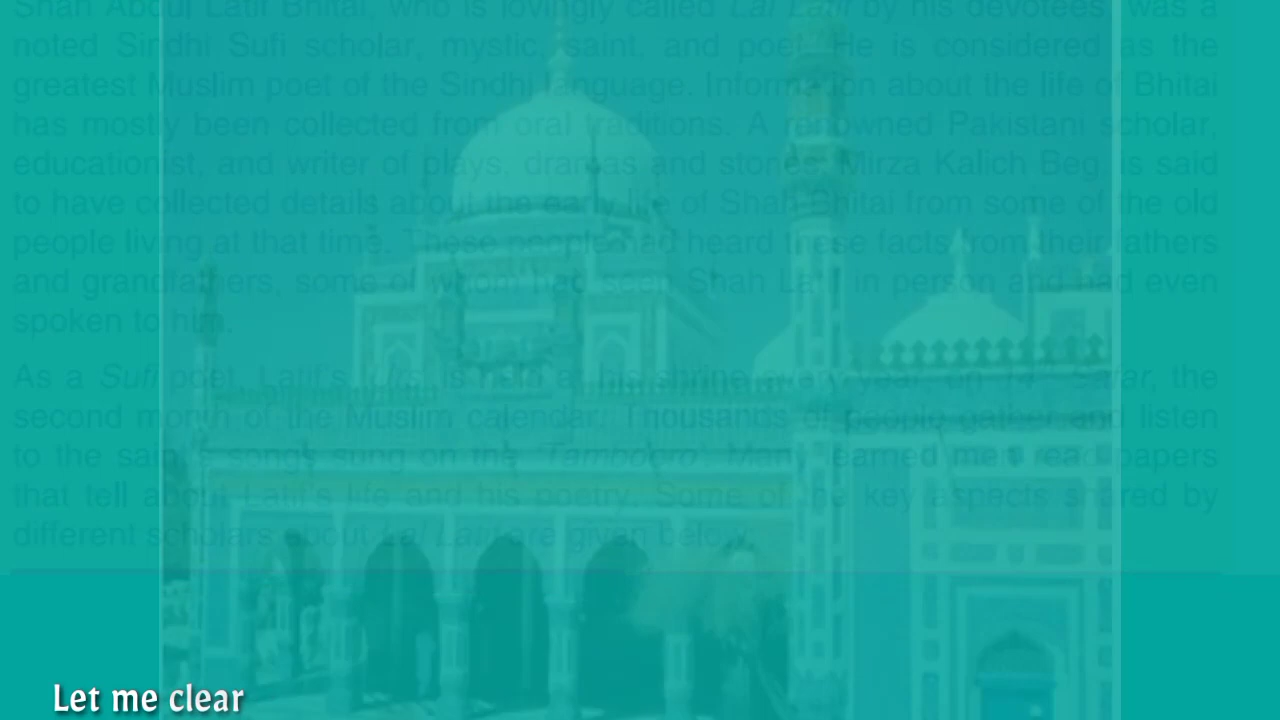 Shah Abdul Latif Bhitai, who is lovingly called Lal Latif by his devotees, was a
noted Sindhi Sufi scholar, mystic, saint, and poet. He is considered as the
greatest Muslim poet of the Sindhi language. Information about the life of Bhitai
has mostly been collected from oral traditions. A renowned Pakistani scholar,
educationist, and writer of plays, dramas and stories, Mirza Kalich Beg, is said
to have collected details about the early life of Shah Bhitai from some of the old
people living at that time. These people had heard these facts from their fathers
and grandfathers, some of whom had seen Shah Latif in person and had even
spoken to him.
As a Sufi poet, Latif's Urs is held at his shrine every year on 14th Safar, the
second month of the Muslim calendar. Thousands of people gather and listen
to the saint's songs sung on the 'Tambooro'. Many learned men read papers
that tell about Latif's life and his poetry. Some of the key aspects shared by
different scholars about Lal Latif are given below.
Let me clear